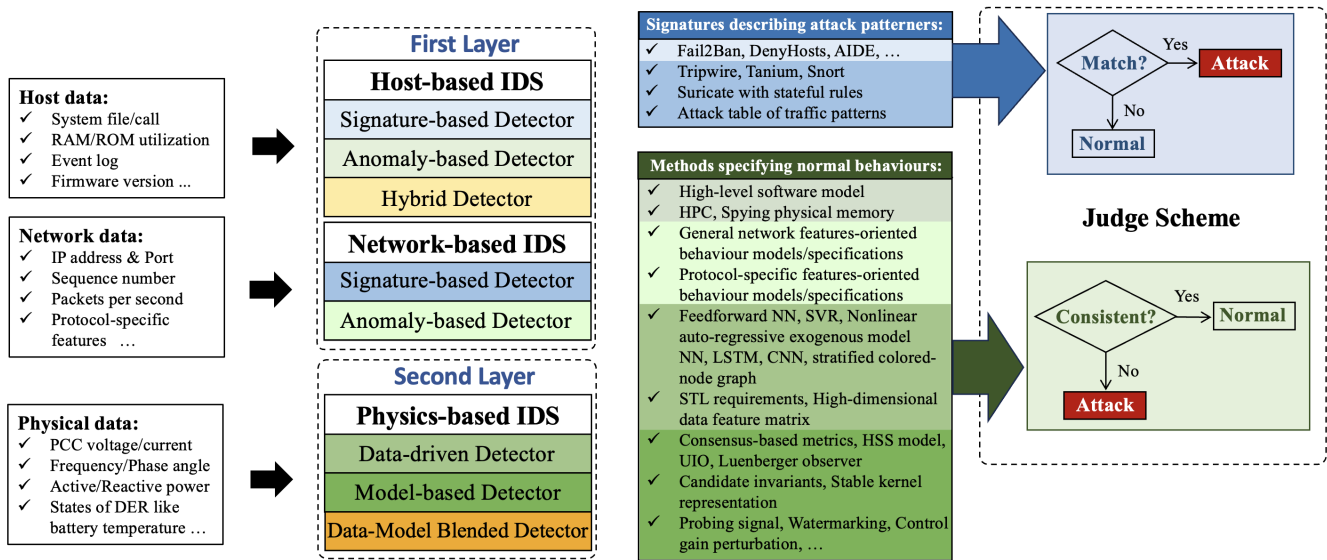 Host data:
✓ System file/call
✓ RAM/ROM utilization
✓ Event log
✓ Firmware version ...
Network data:
✓ IP address & Port
✓ Sequence number
✓ Packets per second
✓ Protocol-specific
features …
Physical data:
✓ PCC voltage/current
✓ Frequency/Phase angle
✓ Active/Reactive power
✓ States of DER like
battery temperature …
First Layer
Host-based IDS
Signature-based Detector
Anomaly-based Detector
Hybrid Detector
Network-based IDS
Signature-based Detector
Anomaly-based Detector
Second Layer
Physics-based IDS
Data-driven Detector
Model-based Detector
Data-Model Blended Detector
Signatures describing attack patterners:
✓ Fail2Ban, DenyHosts, AIDE, …
✓ Tripwire, Tanium, Snort
✓ Suricate with stateful rules
✓ Attack table of traffic patterns
Methods specifying normal behaviours:
✓ High-level software model
✓ HPC, Spying physical memory
✓ General network features-oriented
behaviour models/specifications
✓ Protocol-specific features-oriented
behaviour models/specifications
✓ Feedforward NN, SVR, Nonlinear
auto-regressive exogenous model
NN, LSTM, CNN, stratified colored-
node graph
✓ STL requirements, High-dimensional
data feature matrix
✓ Consensus-based metrics, HSS model,
UIO, Luenberger observer
✓ Candidate invariants, Stable kernel
representation
✓ Probing signal, Watermarking, Control
gain perturbation, …
Match?
Yes
Attack
No
Normal
Judge Scheme
Consistent?
Yes
Normal
No
Attack